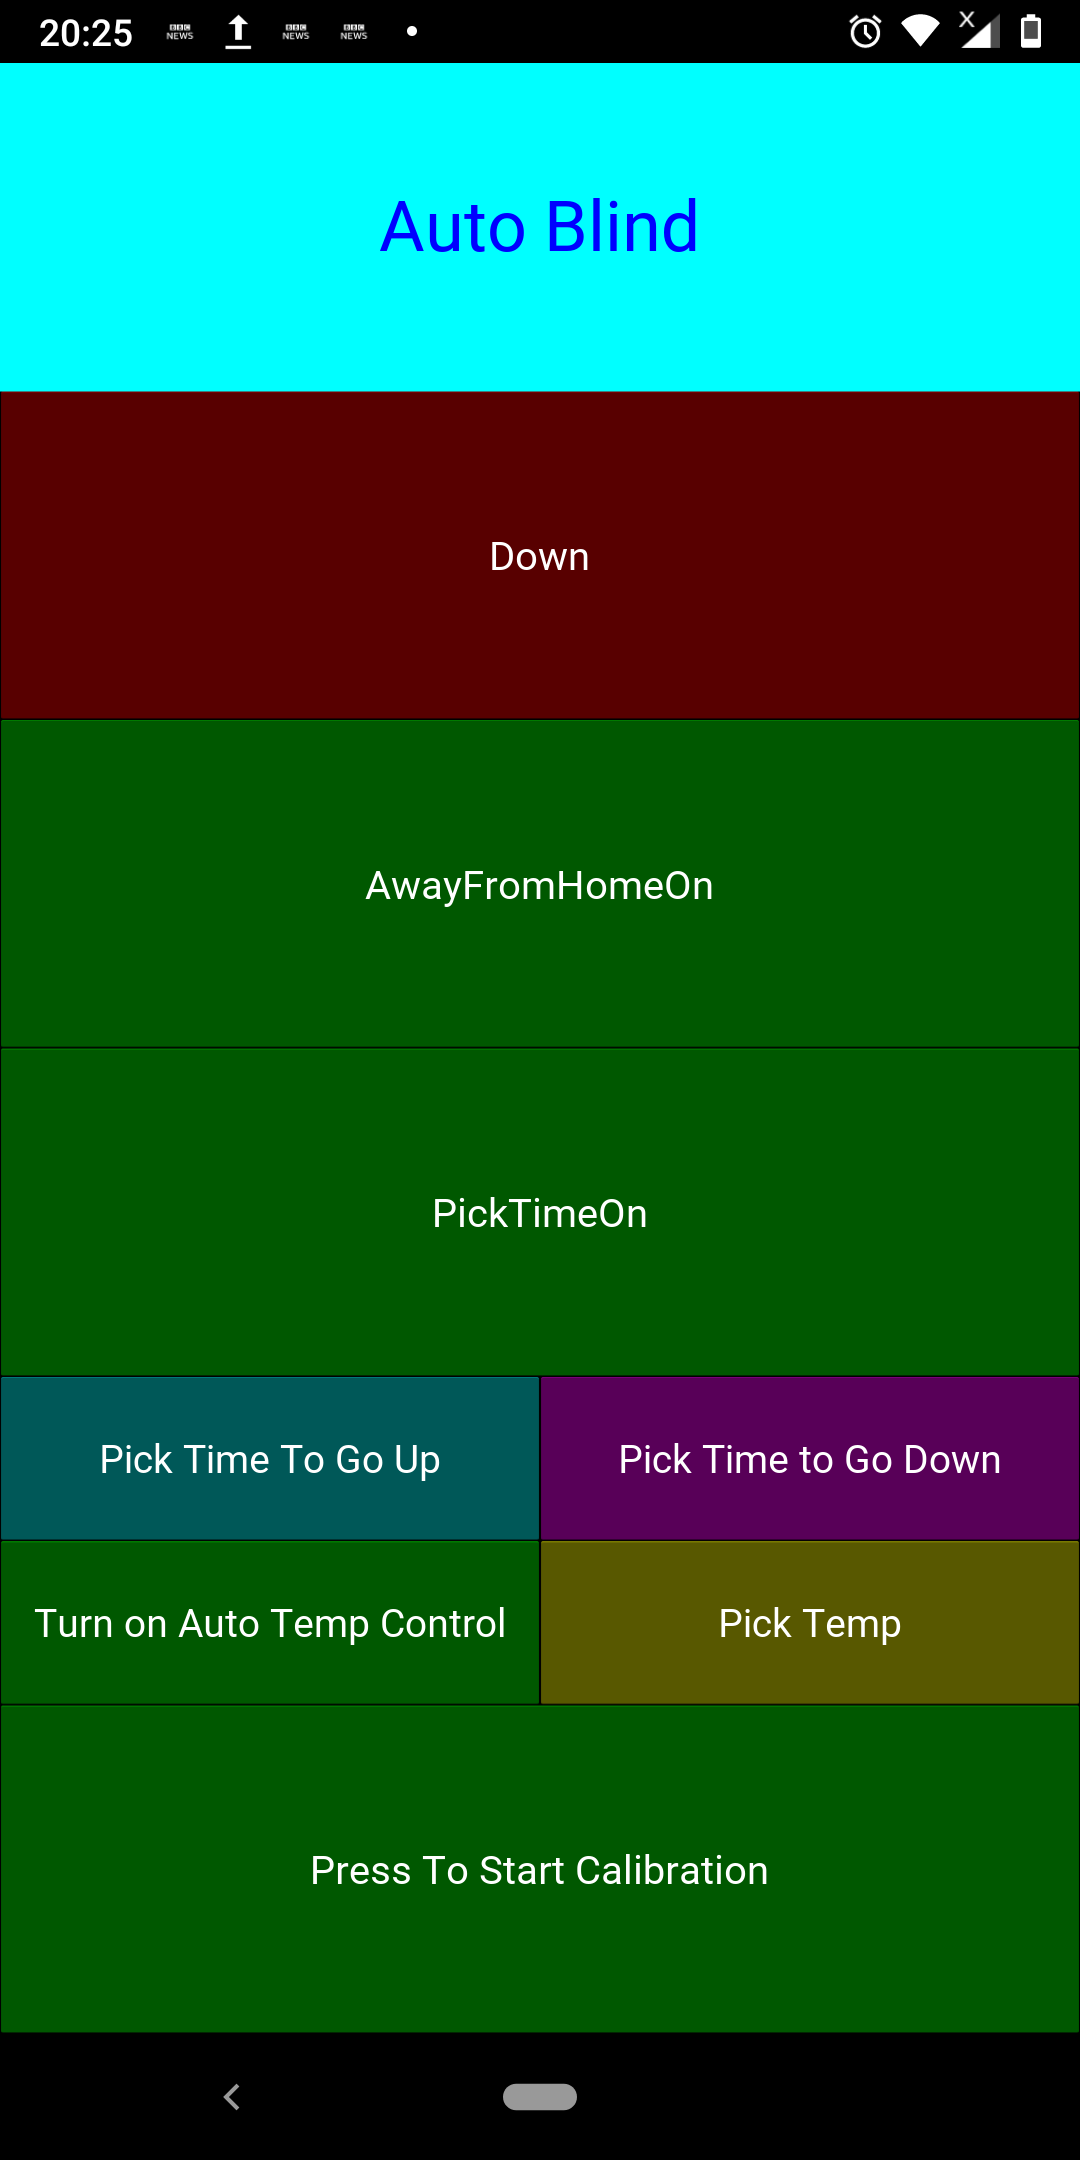 20:25 BBC NEWS BBC NEWS BBC NEWS X
Auto Blind
Down
AwayFromHomeOn
PickTimeOn
Pick Time To Go Up Pick Time to Go Down
Turn on Auto Temp Control Pick Temp
Press To Start Calibration